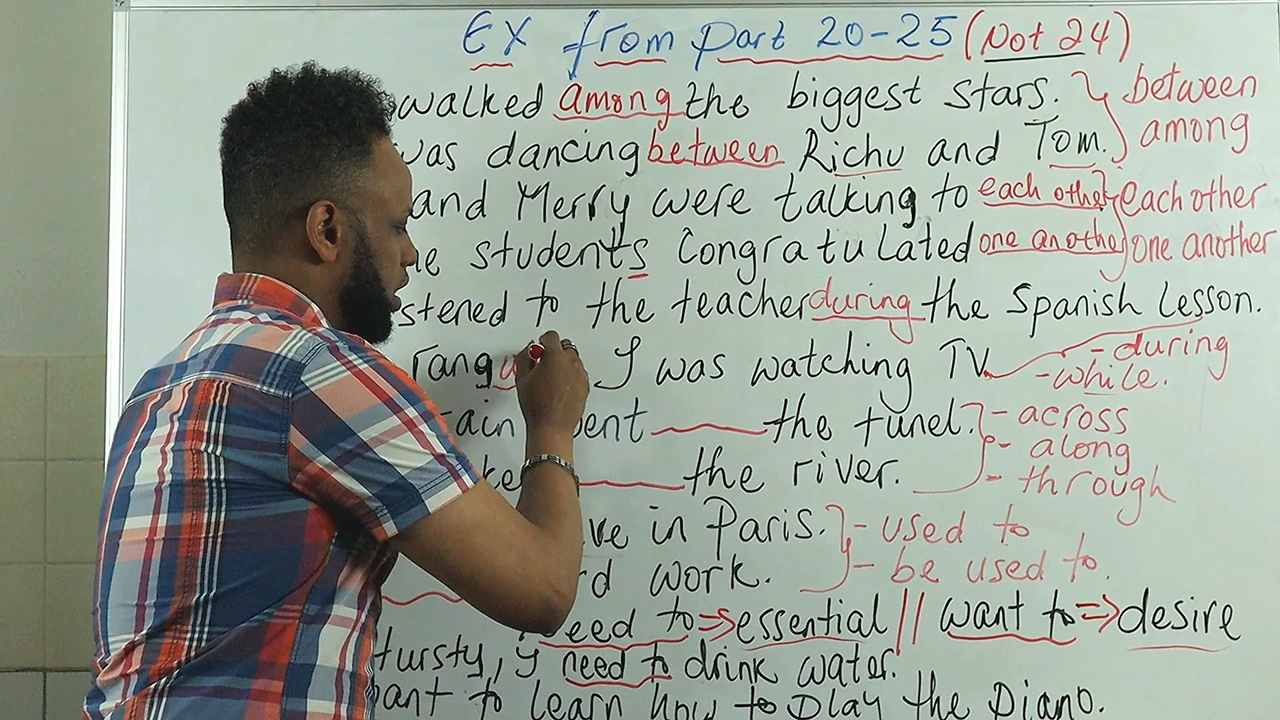 EX from part 20-25 (Not 24)
walked among the biggest stars. between
was dancing between Richu and Tom. among
and Merry were talking to each other each other
students congratulated one another one another
stened to the teacher during the Spanish lesson.
rang I was watching TV. - during
- while.
ent the tunel. - across
- along
the river. - through
ve in Paris. - used to
rd work. - be used to.
need to => essential || want to => desire
tursty, I need to drink water.
ant to learn how to play the piano.